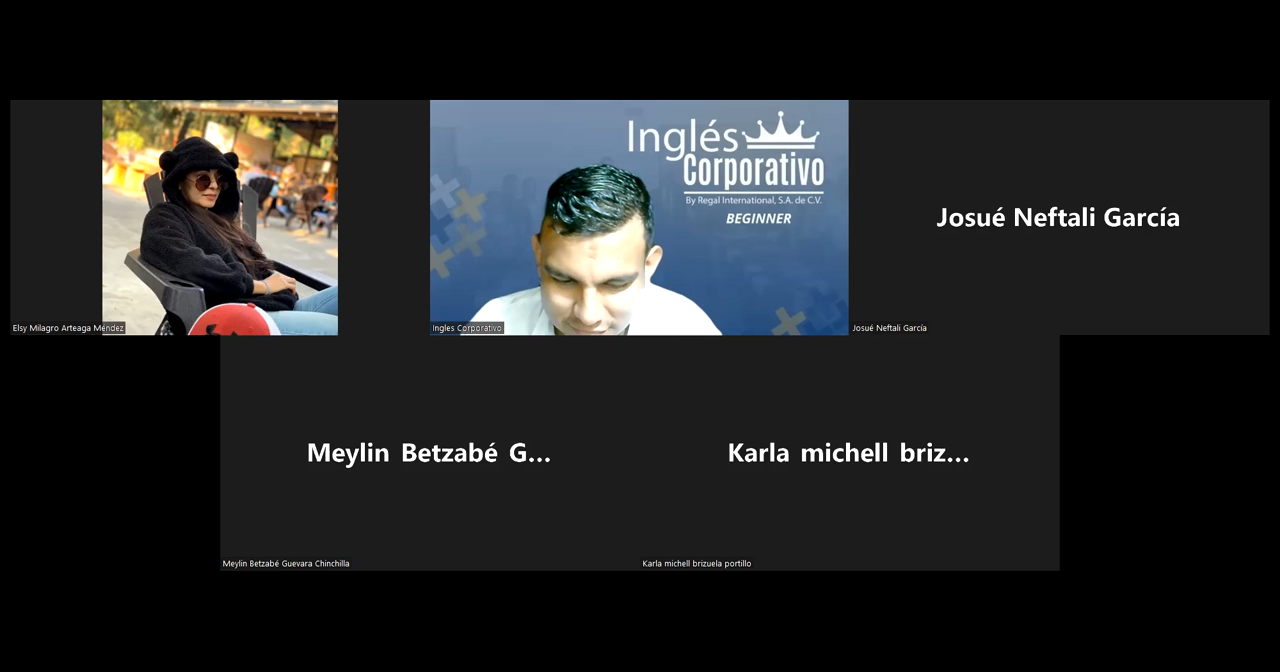 Inglés
Corporativo
By Regal International, S.A. de C.V.
BEGINNER
Josué Neftali García
Elsy Milagro Arteaga Méndez
Ingles Corporativo
Josué Neftali García
Meylin Betzabé G...
Karla michell briz...
Meylin Betzabé Guevara Chinchilla
Karla michell brizuela portillo